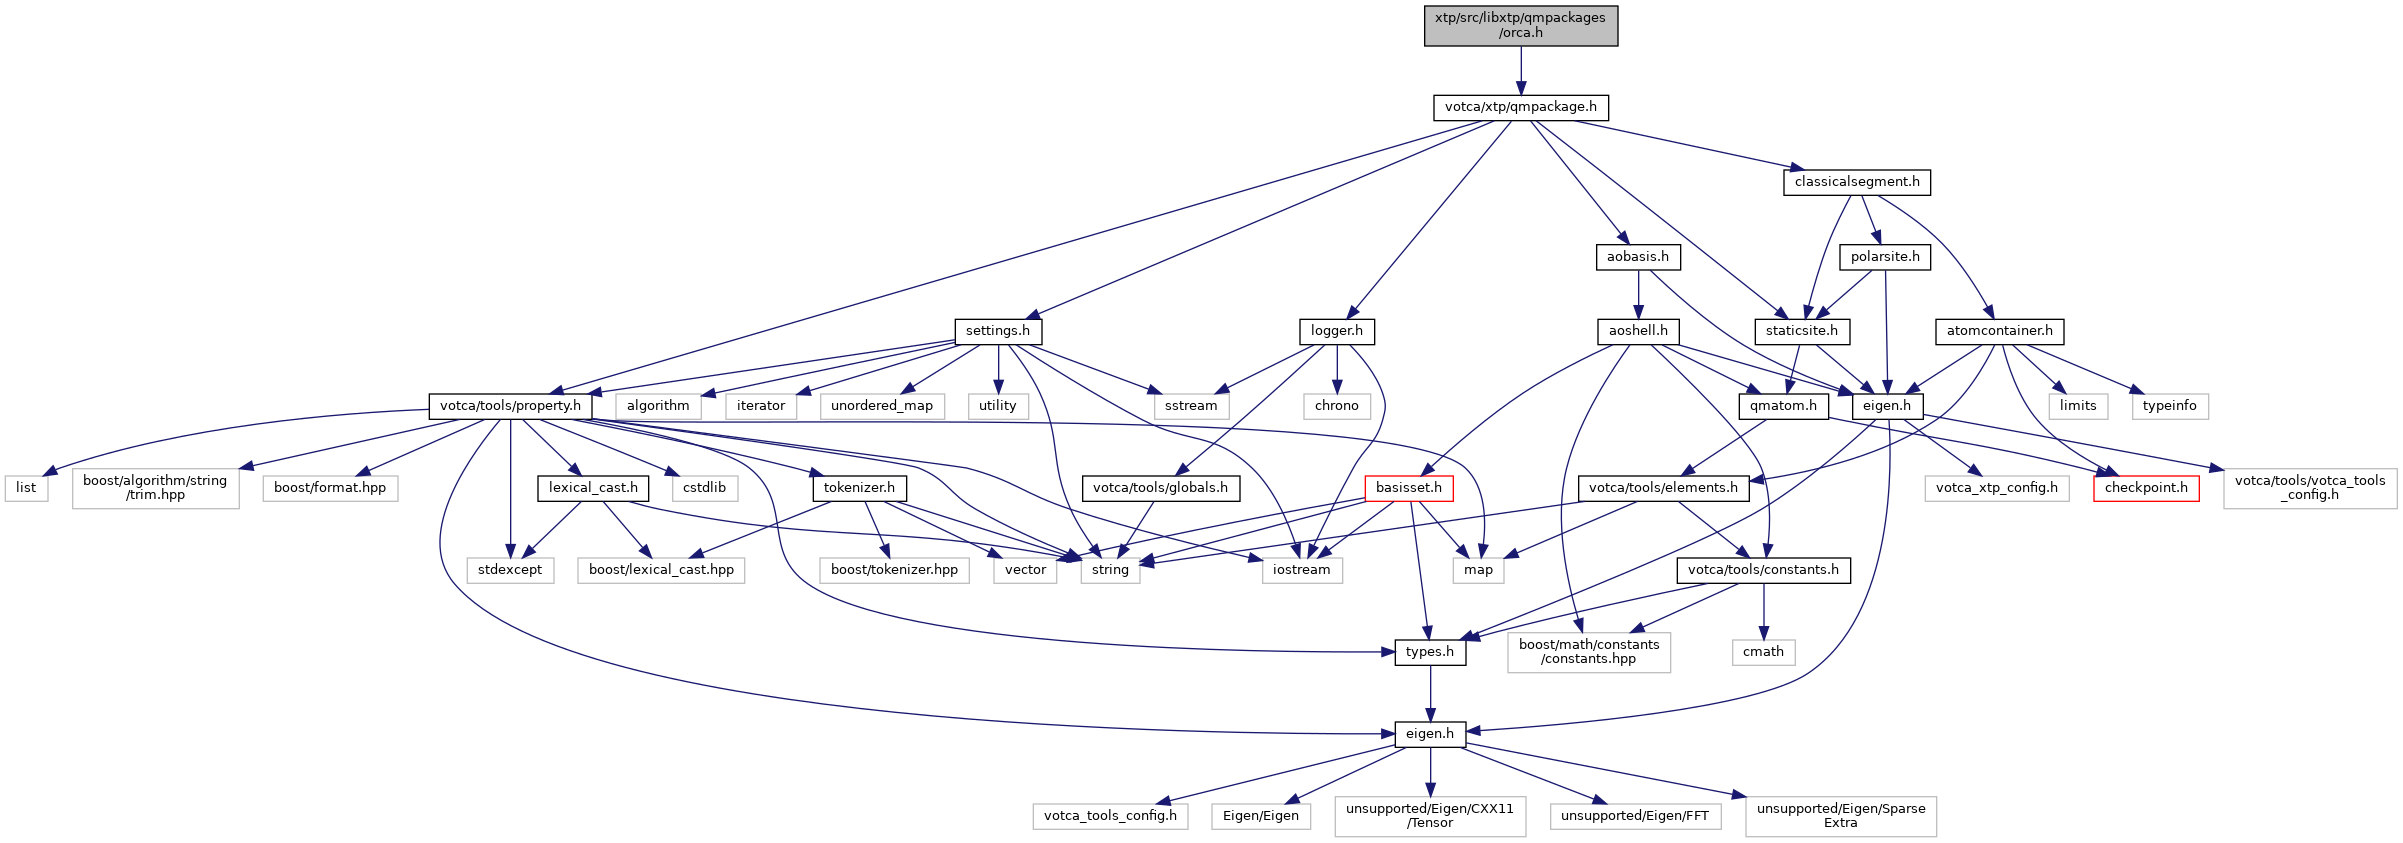 xtp/src/libxtp/qmpackages
/orca.h
votca/xtp/qmpackage.h
classicalsegment.h
aobasis.h
polarsite.h
settings.h
logger.h
aoshell.h
staticsite.h
atomcontainer.h
votca/tools/property.h
algorithm
iterator
unordered_map
utility
sstream
chrono
qmatom.h
eigen.h
limits
typeinfo
list
boost/algorithm/string
/trim.hpp
boost/format.hpp
lexical_cast.h
cstdlib
tokenizer.h
votca/tools/globals.h
basisset.h
votca/tools/elements.h
votca_xtp_config.h
checkpoint.h
votca/tools/votca_tools
_config.h
stdexcept
boost/lexical_cast.hpp
boost/tokenizer.hpp
vector
string
iostream
map
votca/tools/constants.h
types.h
boost/math/constants
/constants.hpp
cmath
eigen.h
votca_tools_config.h
Eigen/Eigen
unsupported/Eigen/CXX11
/Tensor
unsupported/Eigen/FFT
unsupported/Eigen/Sparse
Extra